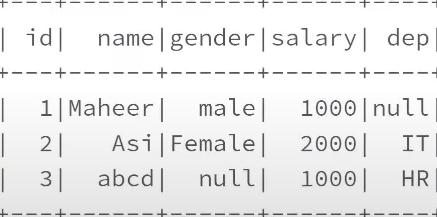 +---+------+------+------+----+
| id|  name|gender|salary| dep|
+---+------+------+------+----+
|  1|Maheer|  male|  1000|null|
|  2|   Asi|Female|  2000|  IT|
|  3|  abcd|  null|  1000|  HR|
+---+------+------+------+----+